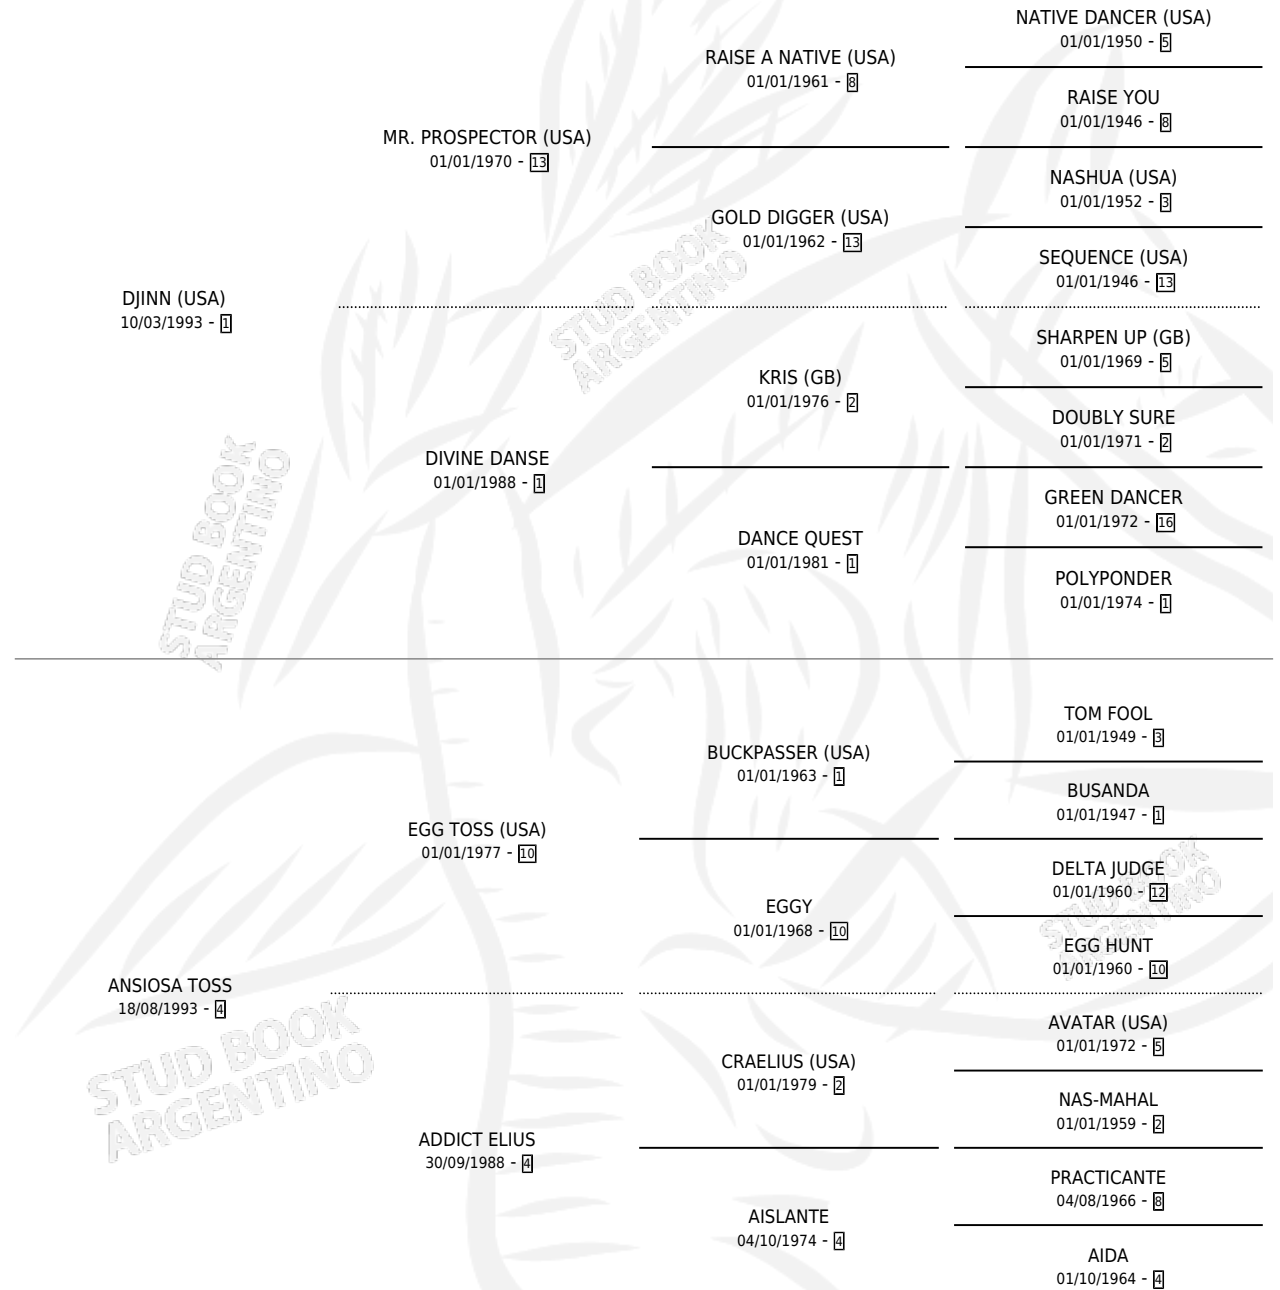 NATIVE DANCER (USA)
01/01/1950 - 5
RAISE A NATIVE (USA)
01/01/1961 - 8
RAISE YOU
01/01/1946 - 8
MR. PROSPECTOR (USA)
01/01/1970 - 13
NASHUA (USA)
01/01/1952 - 3
GOLD DIGGER (USA)
01/01/1962 - 13
SEQUENCE (USA)
01/01/1946 - 13
DJINN (USA)
10/03/1993 - 1
STUD BOOK
ARGENTINO
SHARPEN UP (GB)
01/01/1969 - 5
KRIS (GB)
01/01/1976 - 2
DOUBLY SURE
01/01/1971 - 2
DIVINE DANSE
01/01/1988 - 1
GREEN DANCER
01/01/1972 - 16
DANCE QUEST
01/01/1981 - 1
POLYPONDER
01/01/1974 - 1
STUD BOOK
ARGENTINO
TOM FOOL
01/01/1949 - 3
BUCKPASSER (USA)
01/01/1963 - 1
BUSANDA
01/01/1947 - 1
EGG TOSS (USA)
01/01/1977 - 10
DELTA JUDGE
01/01/1960 - 12
EGGY
01/01/1968 - 10
STUD BOOK
ARGENTINO
EGG HUNT
01/01/1960 - 10
ANSIOSA TOSS
18/08/1993 - 4
STUD BOOK
ARGENTINO
AVATAR (USA)
01/01/1972 - 5
CRAELIUS (USA)
01/01/1979 - 2
NAS-MAHAL
01/01/1959 - 2
ADDICT ELIUS
30/09/1988 - 4
PRACTICANTE
04/08/1966 - 8
AISLANTE
04/10/1974 - 4
AIDA
01/10/1964 - 4